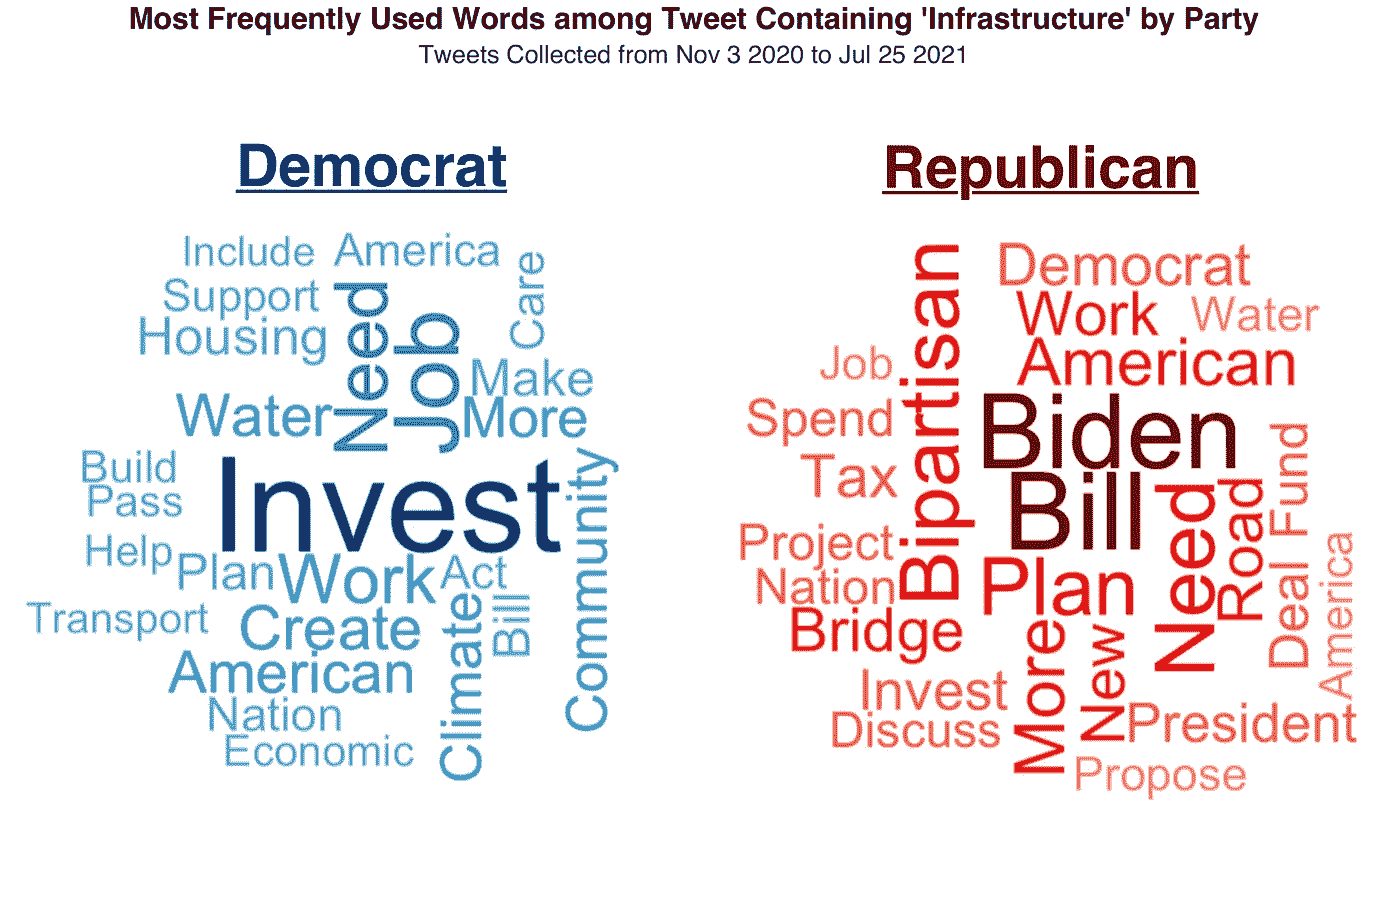 Most Frequently Used Words among Tweet Containing 'Infrastructure' by Party
Tweets Collected from Nov 3 2020 to Jul 25 2021
Democrat
Include
America
Care
Support
Need
Job
Housing
Make
Water
More
Build
Pass
Invest
Community
Help
Plan
Work
Act
Transport
Create
Climate
Bill
American
Nation
Economic
Republican
Bipartisan
Democrat
Work
Water
Job
American
Spend
Biden
Tax
Bill
Need
Road
Fund
Deal
Project
Nation
Plan
America
Bridge
More
New
Invest
Discuss
President
Propose